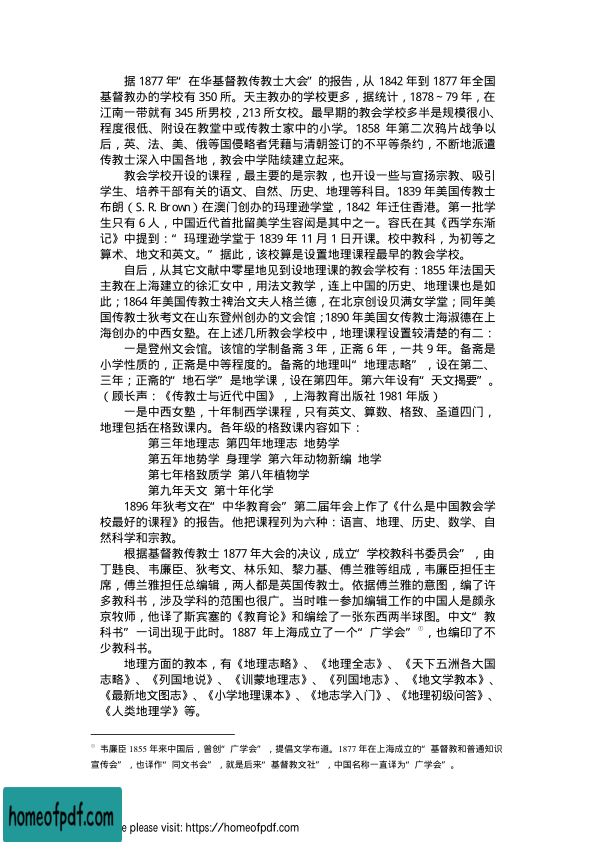 据 1877 年“在华基督教传教士大会”的报告，从 1842 年到 1877 年全国
基督教办的学校有 350 所。天主教办的学校更多，据统计，1878～79 年，在
江南一带就有 345 所男校，213 所女校。最早期的教会学校多半是规模很小、
程度很低、附设在教堂中或传教士家中的小学。1858 年第二次鸦片战争以
后，英、法、美、俄等国侵略者凭藉与清朝签订的不平等条约，不断地派遣
传教士深入中国各地，教会中学陆续建立起来。
教会学校开设的课程，最主要的是宗教，也开设一些与宣扬宗教、吸引
学生、培养干部有关的语文、自然、历史、地理等科目。1839 年美国传教士
布朗（S. R. Brown）在澳门创办的玛理逊学堂，1842 年迁往香港。第一批学
生只有 6 人，中国近代首批留美学生容闳是其中之一。容氏在其《西学东渐
记》中提到：“玛理逊学堂于 1839 年 11 月 1 日开课。校中教科，为初等之
算术、地文和英文。”据此，该校算是设置地理课程最早的教会学校。
自后，从其它文献中零星地见到设地理课的教会学校有：1855 年法国天
主教在上海建立的徐汇女中，用法文教学，连上中国的历史、地理课也是如
此；1864 年美国传教士裨治文夫人格兰德，在北京创设贝满女学堂；同年美
国传教士狄考文在山东登州创办的文会馆；1890 年美国女传教士海淑德在上
海创办的中西女塾。在上述几所教会学校中，地理课程设置较清楚的有二：
一是登州文会馆。该馆的学制备斋 3 年，正斋 6 年，一共 9 年。备斋是
小学性质的，正斋是中等程度的。备斋的地理叫“地理志略”，设在第二、
三年；正斋的“地石学”是地学课，设在第四年。第六年设有“天文揭要”。
（顾长声：《传教士与近代中国》，上海教育出版社 1981 年版）
一是中西女塾，十年制西学课程，只有英文、算数、格致、圣道四门，
地理包括在格致课内。各年级的格致课内容如下：
第三年地理志 第四年地理志 地势学
第五年地势学 身理学 第六年动物新编 地学
第七年格致质学 第八年植物学
第九年天文 第十年化学
1896 年狄考文在“中华教育会”第二届年会上作了《什么是中国教会学
校最好的课程》的报告。他把课程列为六种：语言、地理、历史、数学、自
然科学和宗教。
根据基督教传教士 1877 年大会的决议，成立“学校教科书委员会”，由
丁韪良、韦廉臣、狄考文、林乐知、黎力基、傅兰雅等组成，韦廉臣担任主
席，傅兰雅担任总编辑，两人都是英国传教士。依据傅兰雅的意图，编了许
多教科书，涉及学科的范围也很广。当时唯一参加编辑工作的中国人是颜永
京牧师，他译了斯宾塞的《教育论》和编绘了一张东西两半球图。中文“教
科书”一词出现于此时。1887 年上海成立了一个“广学会”①，也编印了不
少教科书。
地理方面的教本，有《地理志略》、《地理全志》、《天下五洲各大国
志略》、《列国地说》、《训蒙地理志》、《列国地志》、《地文学教本》、
《最新地文图志》、《小学地理课本》、《地志学入门》、《地理初级问答》、
《人类地理学》等。
① 韦廉臣 1855 年来中国后，曾创“广学会”，提倡文学布道。1877 年在上海成立的“基督教和普通知识
宣传会”，也译作“同文书会”，就是后来“基督教文社”，中国名称一直译为“广学会”。
homeofpdf.com
e please visit: https://homeofpdf.com